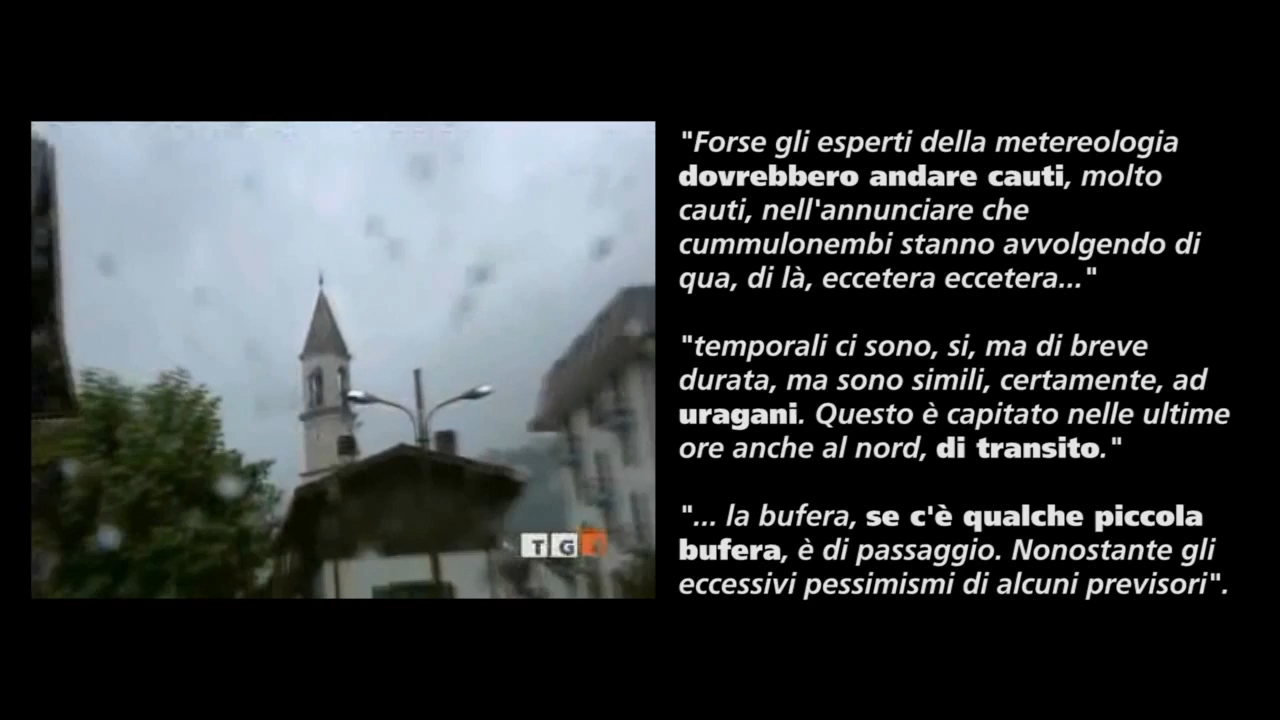 "Forse gli esperti della metereologia
dovrebbero andare cauti, molto
cauti, nell'annunciare che
cummulonembi stanno avvolgendo di
qua, di là, eccetera eccetera..."
"temporali ci sono, si, ma di breve
durata, ma sono simili, certamente, ad
uragani. Questo è capitato nelle ultime
ore anche al nord, di transito."
"... la bufera, se c'è qualche piccola
bufera, è di passaggio. Nonostante gli
eccessivi pessimismi di alcuni previsori".
TG